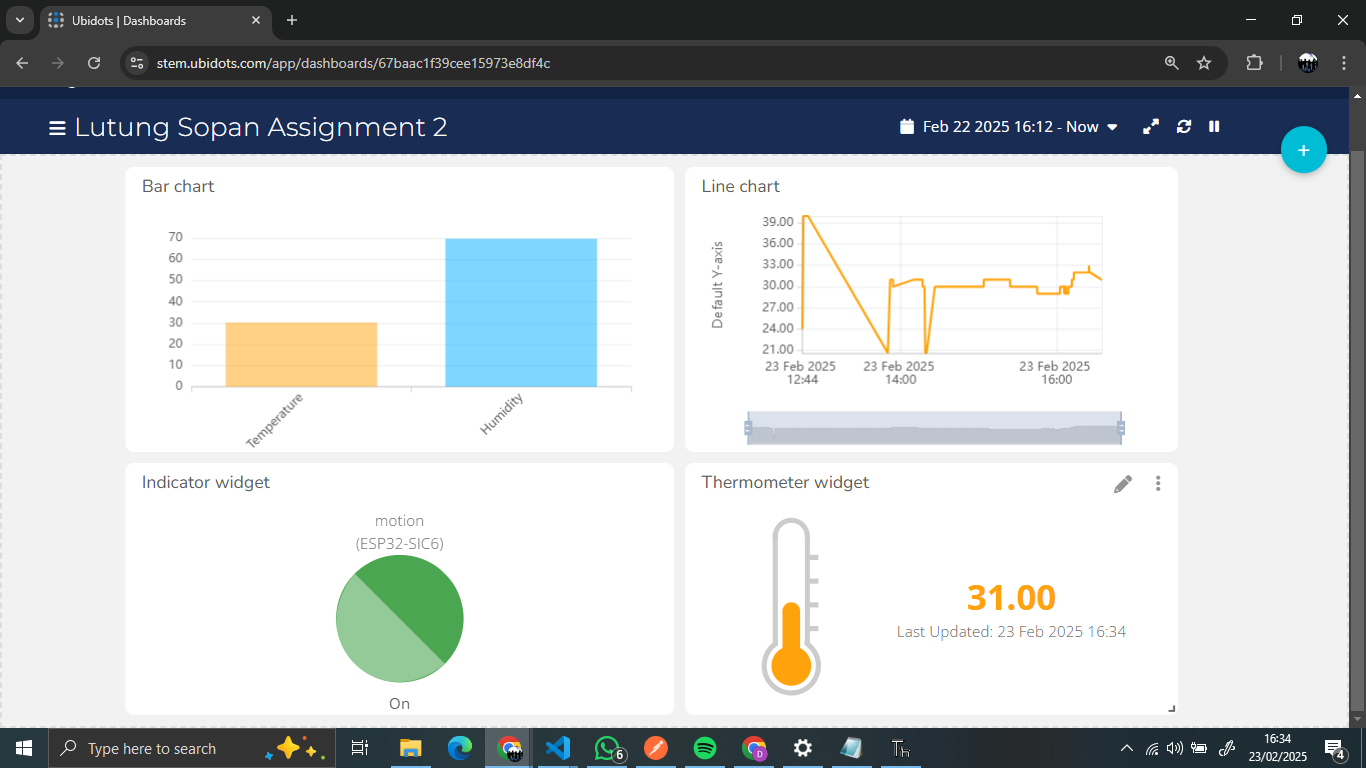 Ubidots | Dashboards
stem.ubidots.com/app/dashboards/67baac1f39cee15973e8df4c
Lutung Sopan Assignment 2
Feb 22 2025 16:12 - Now
+
Bar chart
70
60
50
40
30
20
10
0
Temperature
Humidity
Line chart
Default Y-axis
39.00
36.00
33.00
30.00
27.00
24.00
21.00
23 Feb 2025
12:44
23 Feb 2025
14:00
23 Feb 2025
16:00
Indicator widget
motion
(ESP32-SIC6)
On
Thermometer widget
31.00
Last Updated: 23 Feb 2025 16:34
Type here to search
6
D
Th
16:34
23/02/2025
4